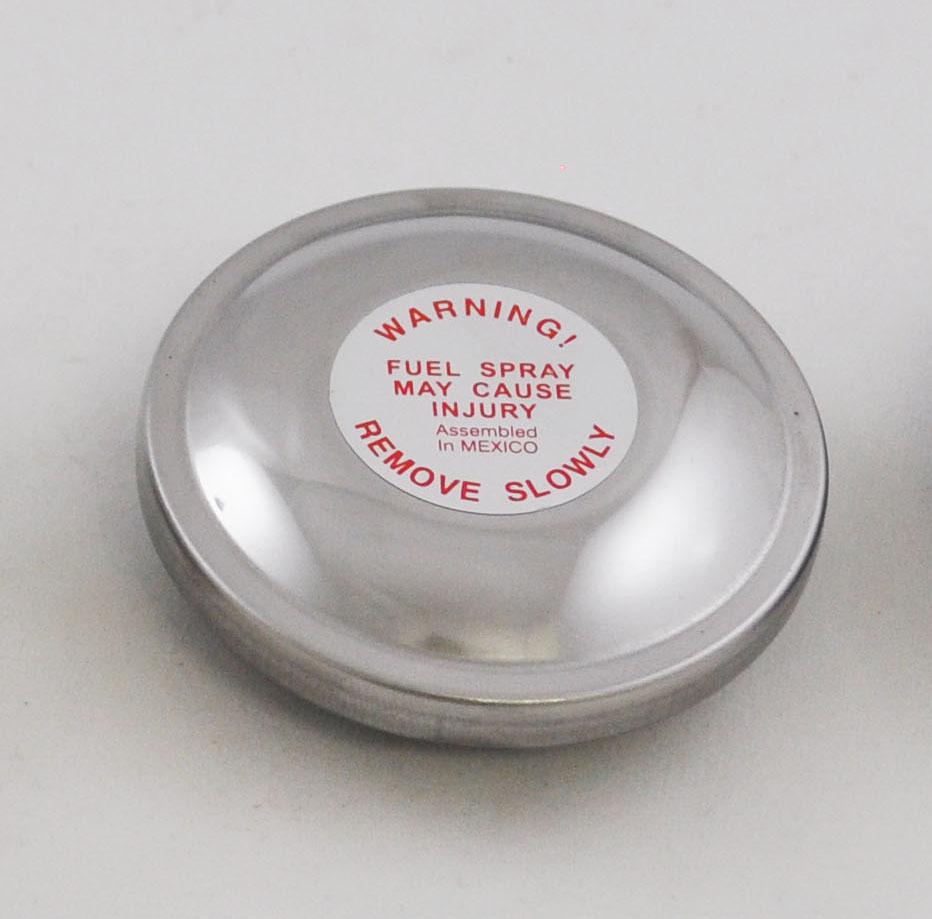 WARNING!
FUEL SPRAY
MAY CAUSE
INJURY
Assembled
In MEXICO
REMOVE SLOWLY